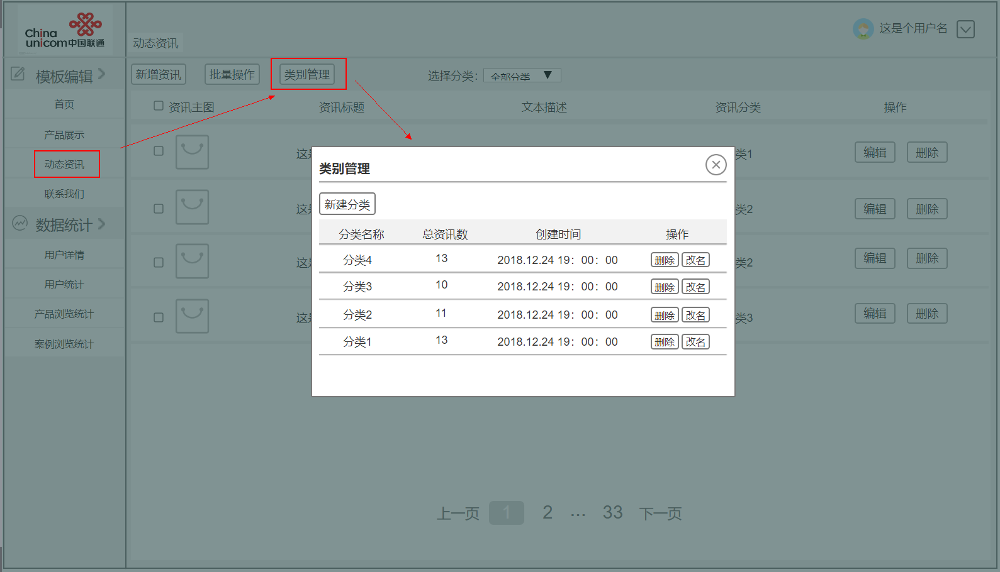 China
unicom中国联通
动态资讯
这是个用户名
模板编辑
首页
产品展示
动态资讯
联系我们
数据统计
用户详情
用户统计
产品浏览统计
案例浏览统计
新增资讯 批量操作 类别管理 选择分类： 全部分类
资讯主图 资讯标题 文本描述 资讯分类 操作
这是 类1 编辑 删除
这是 类2 编辑 删除
这是 类2 编辑 删除
这是 类3 编辑 删除
类别管理
新建分类
分类名称 总资讯数 创建时间 操作
分类4 13 2018.12.24 19：00：00 删除 改名
分类3 10 2018.12.24 19：00：00 删除 改名
分类2 11 2018.12.24 19：00：00 删除 改名
分类1 13 2018.12.24 19：00：00 删除 改名
上一页 1 2 ... 33 下一页